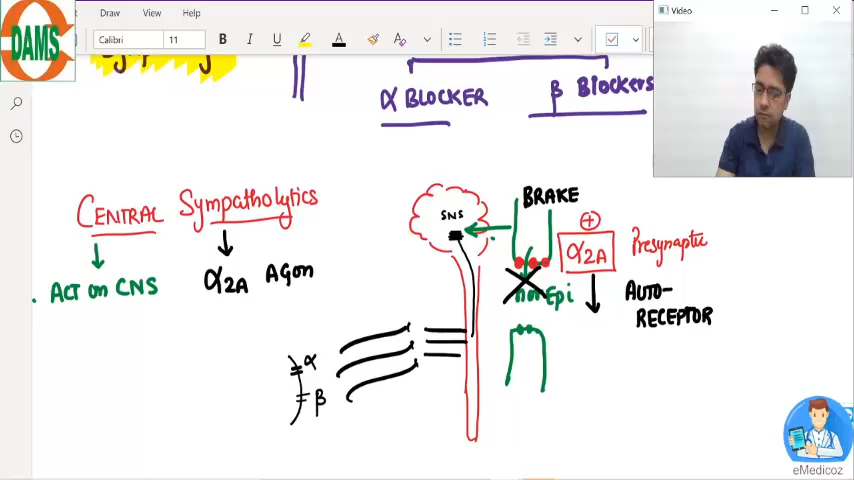 DAMS
Draw
View
Help
Video
Calibri
11
B
I
U
A
α BLOCKER
β Blockers
CENTRAL Sympatholytics
ACT on CNS
α2A AGON
SNS
BRAKE
+
α2A
Presynaptic
norEpi
AUTO-
RECEPTOR
α
β
eMedicoz